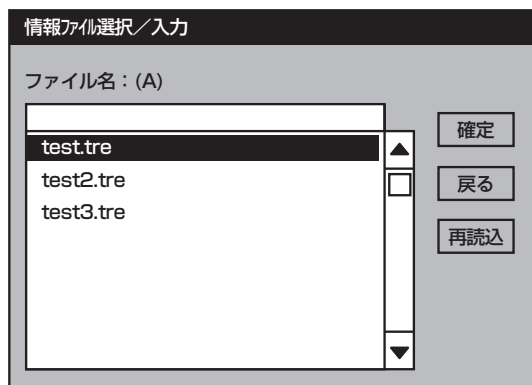 情報ファイル選択／入力
ファイル名：(A)
test.tre
test2.tre
test3.tre
確定
戻る
再読込